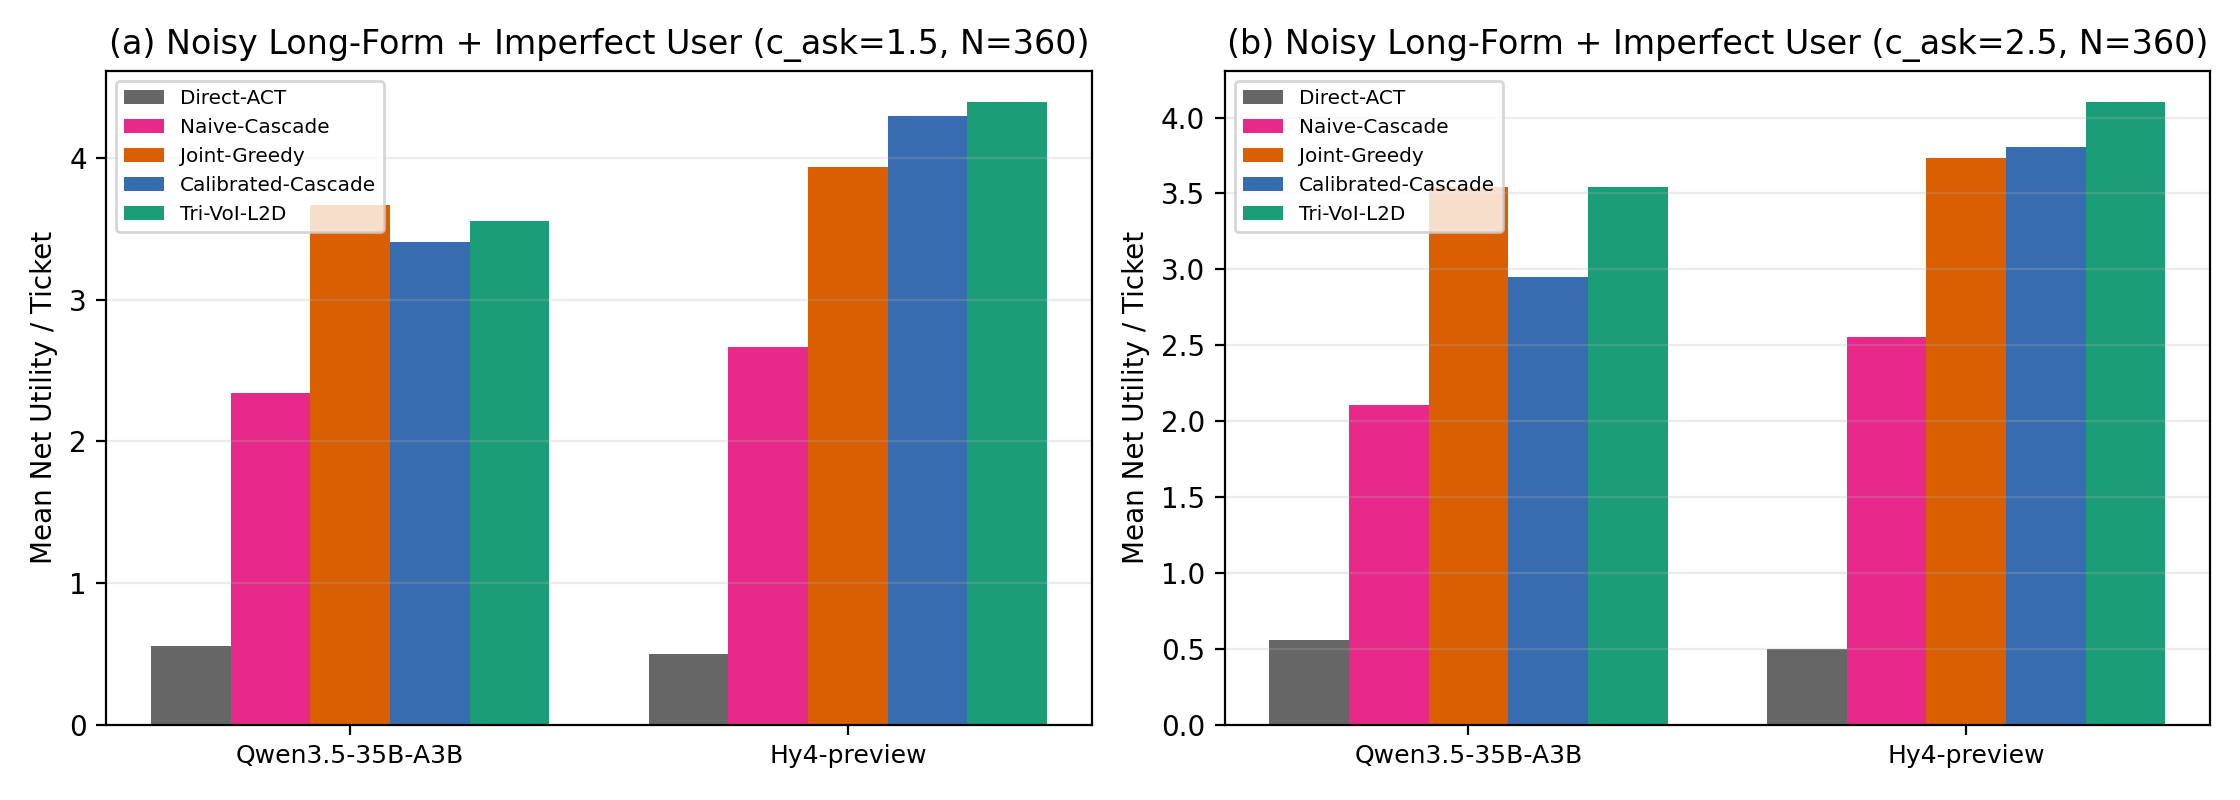 (a) Noisy Long-Form + Imperfect User (c_ask=1.5, N=360)
Direct-ACT
Naive-Cascade
Joint-Greedy
Calibrated-Cascade
Tri-VoI-L2D
Mean Net Utility / Ticket
4
3
2
1
0
Qwen3.5-35B-A3B
Hy4-preview
(b) Noisy Long-Form + Imperfect User (c_ask=2.5, N=360)
Direct-ACT
Naive-Cascade
Joint-Greedy
Calibrated-Cascade
Tri-VoI-L2D
Mean Net Utility / Ticket
4.0
3.5
3.0
2.5
2.0
1.5
1.0
0.5
0.0
Qwen3.5-35B-A3B
Hy4-preview